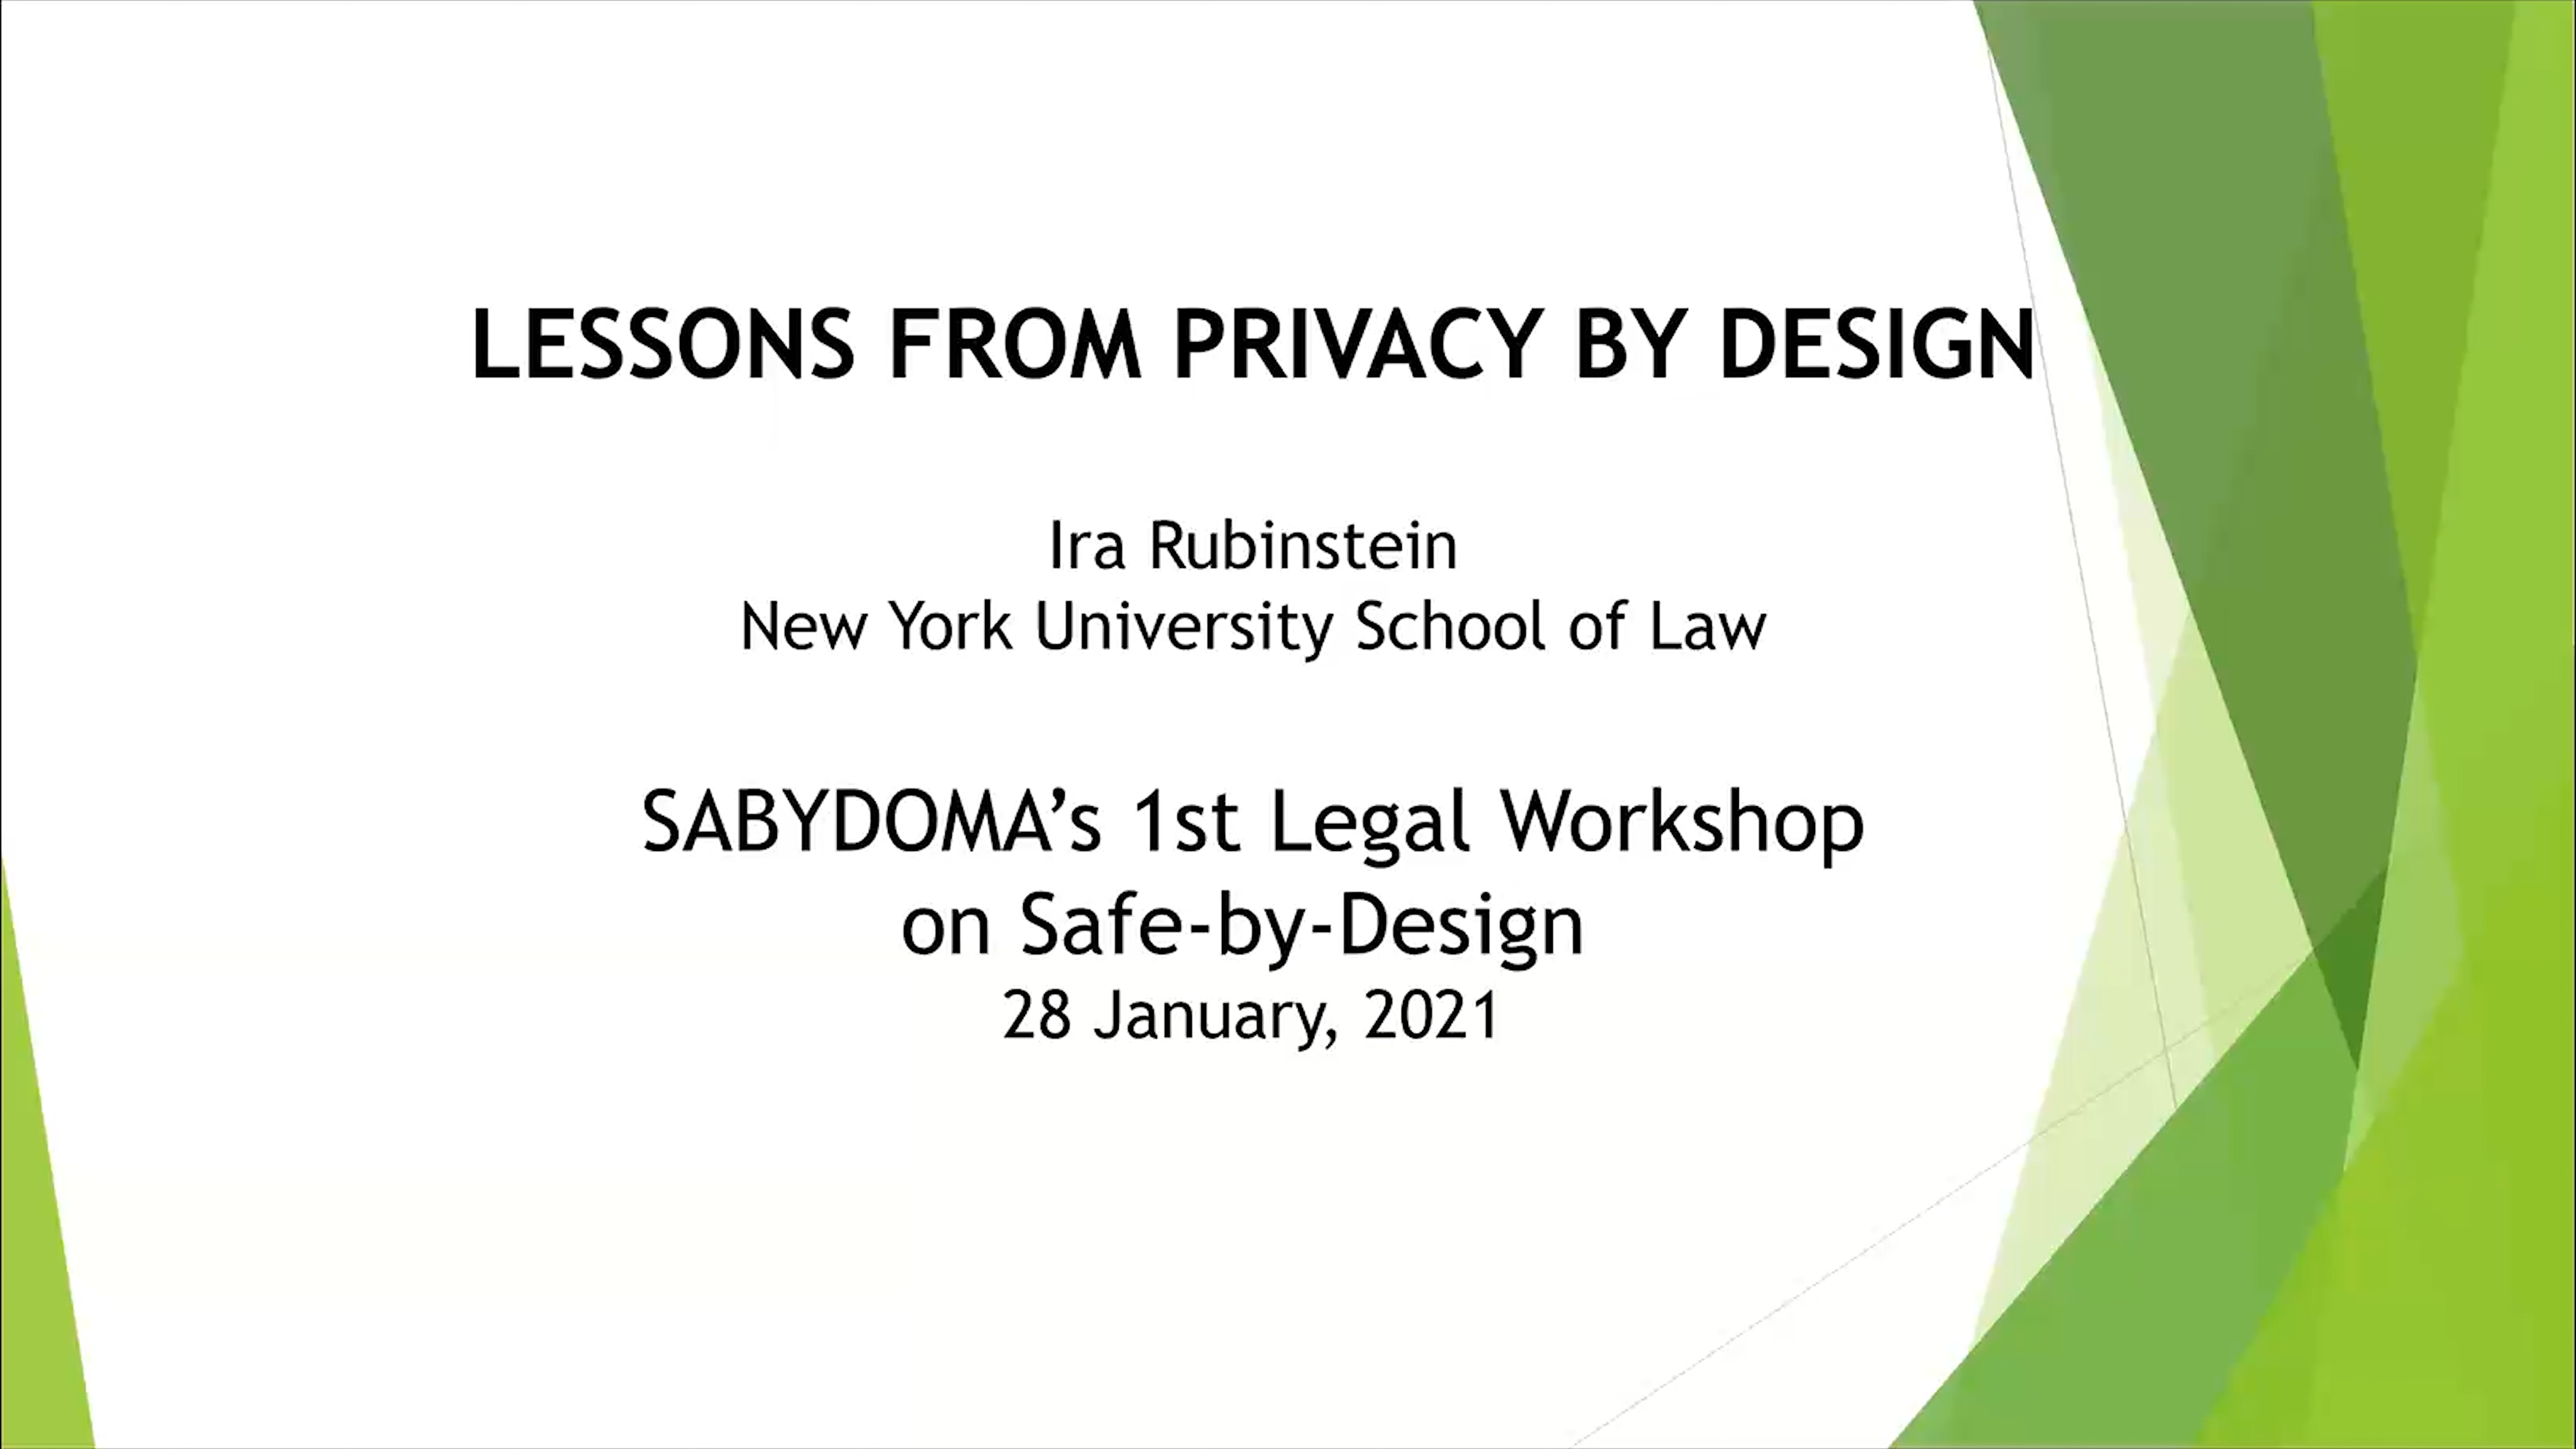 LESSONS FROM PRIVACY BY DESIGN
Ira Rubinstein
New York University School of Law
SABYDOMA’s 1st Legal Workshop
on Safe-by-Design
28 January, 2021